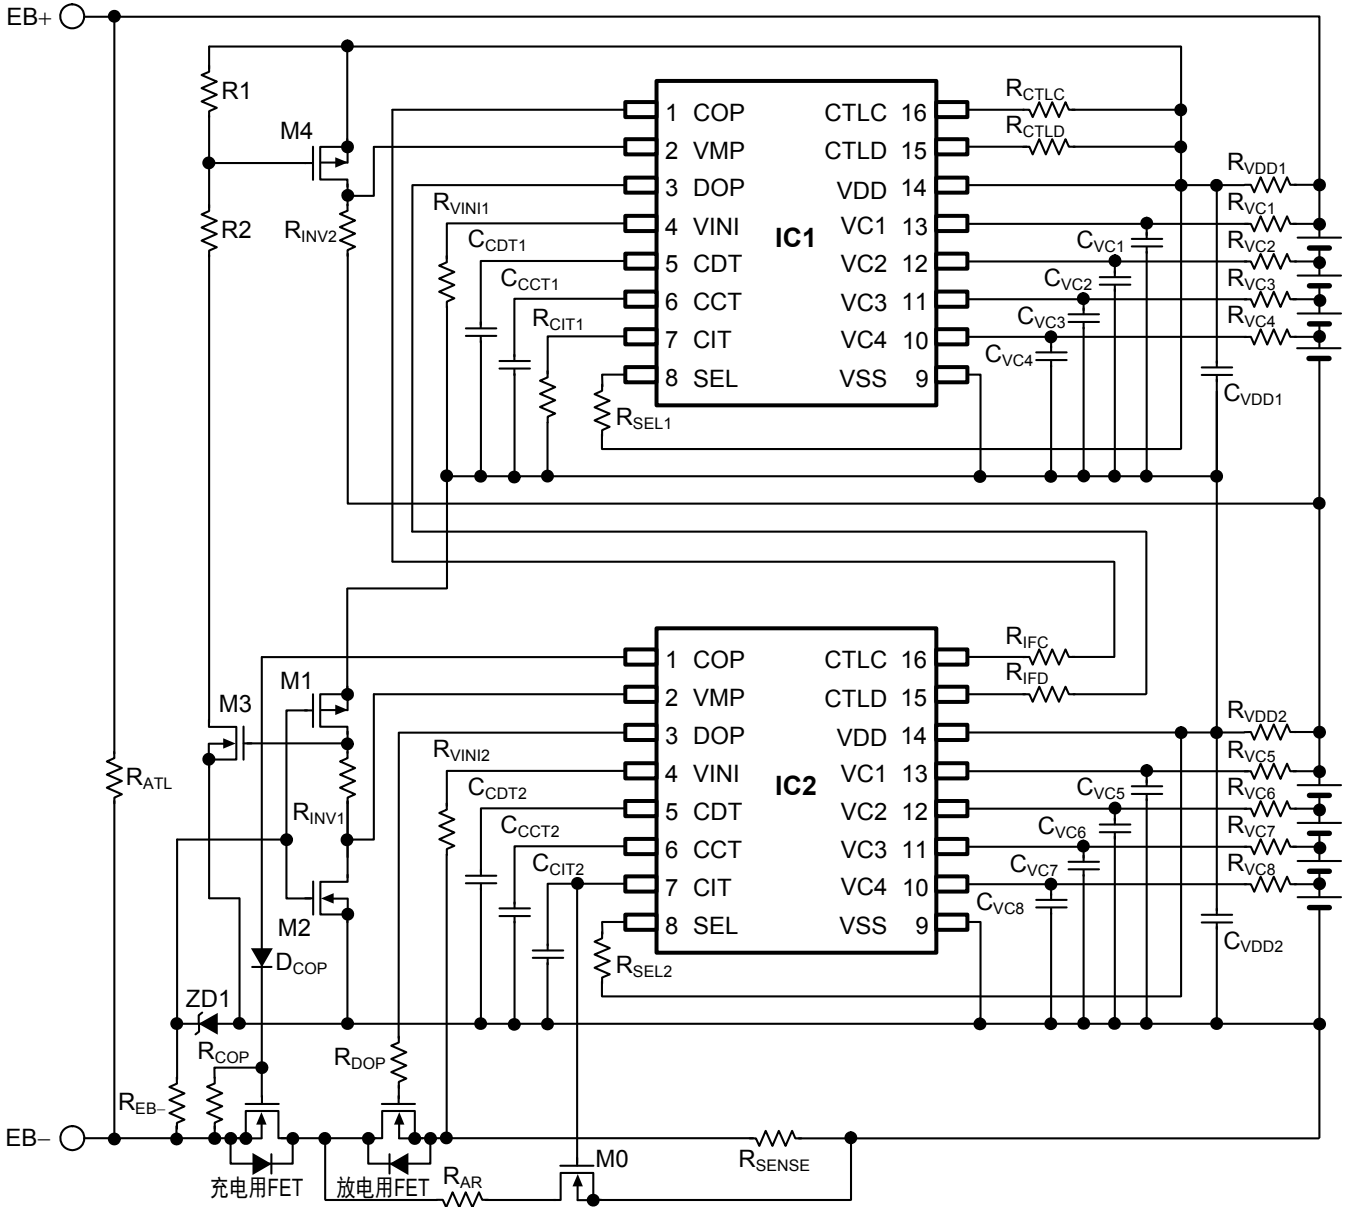 EB+
R1
M4
R2
RINV2
RVINI1
CCDT1
CCCT1
RCIT1
RSEL1
1 COP
2 VMP
3 DOP
4 VINI
5 CDT
6 CCT
7 CIT
8 SEL
IC1
CTLC 16
CTLD 15
VDD 14
VC1 13
VC2 12
VC3 11
VC4 10
VSS 9
RCTLC
RCTLD
RVDD1
RVC1
RVC2
RVC3
RVC4
CVC1
CVC2
CVC3
CVC4
CVDD1
M1
M3
RATL
RINV1
M2
DCOP
ZD1
RVINI2
CCDT2
CCCT2
CCIT2
RSEL2
1 COP
2 VMP
3 DOP
4 VINI
5 CDT
6 CCT
7 CIT
8 SEL
IC2
CTLC 16
CTLD 15
VDD 14
VC1 13
VC2 12
VC3 11
VC4 10
VSS 9
RIFC
RIFD
RVDD2
RVC5
RVC6
RVC7
RVC8
CVC5
CVC6
CVC7
CVC8
CVDD2
RCOP
RDOP
REB−
EB−
充电用FET
放电用FET
RAR
M0
RSENSE